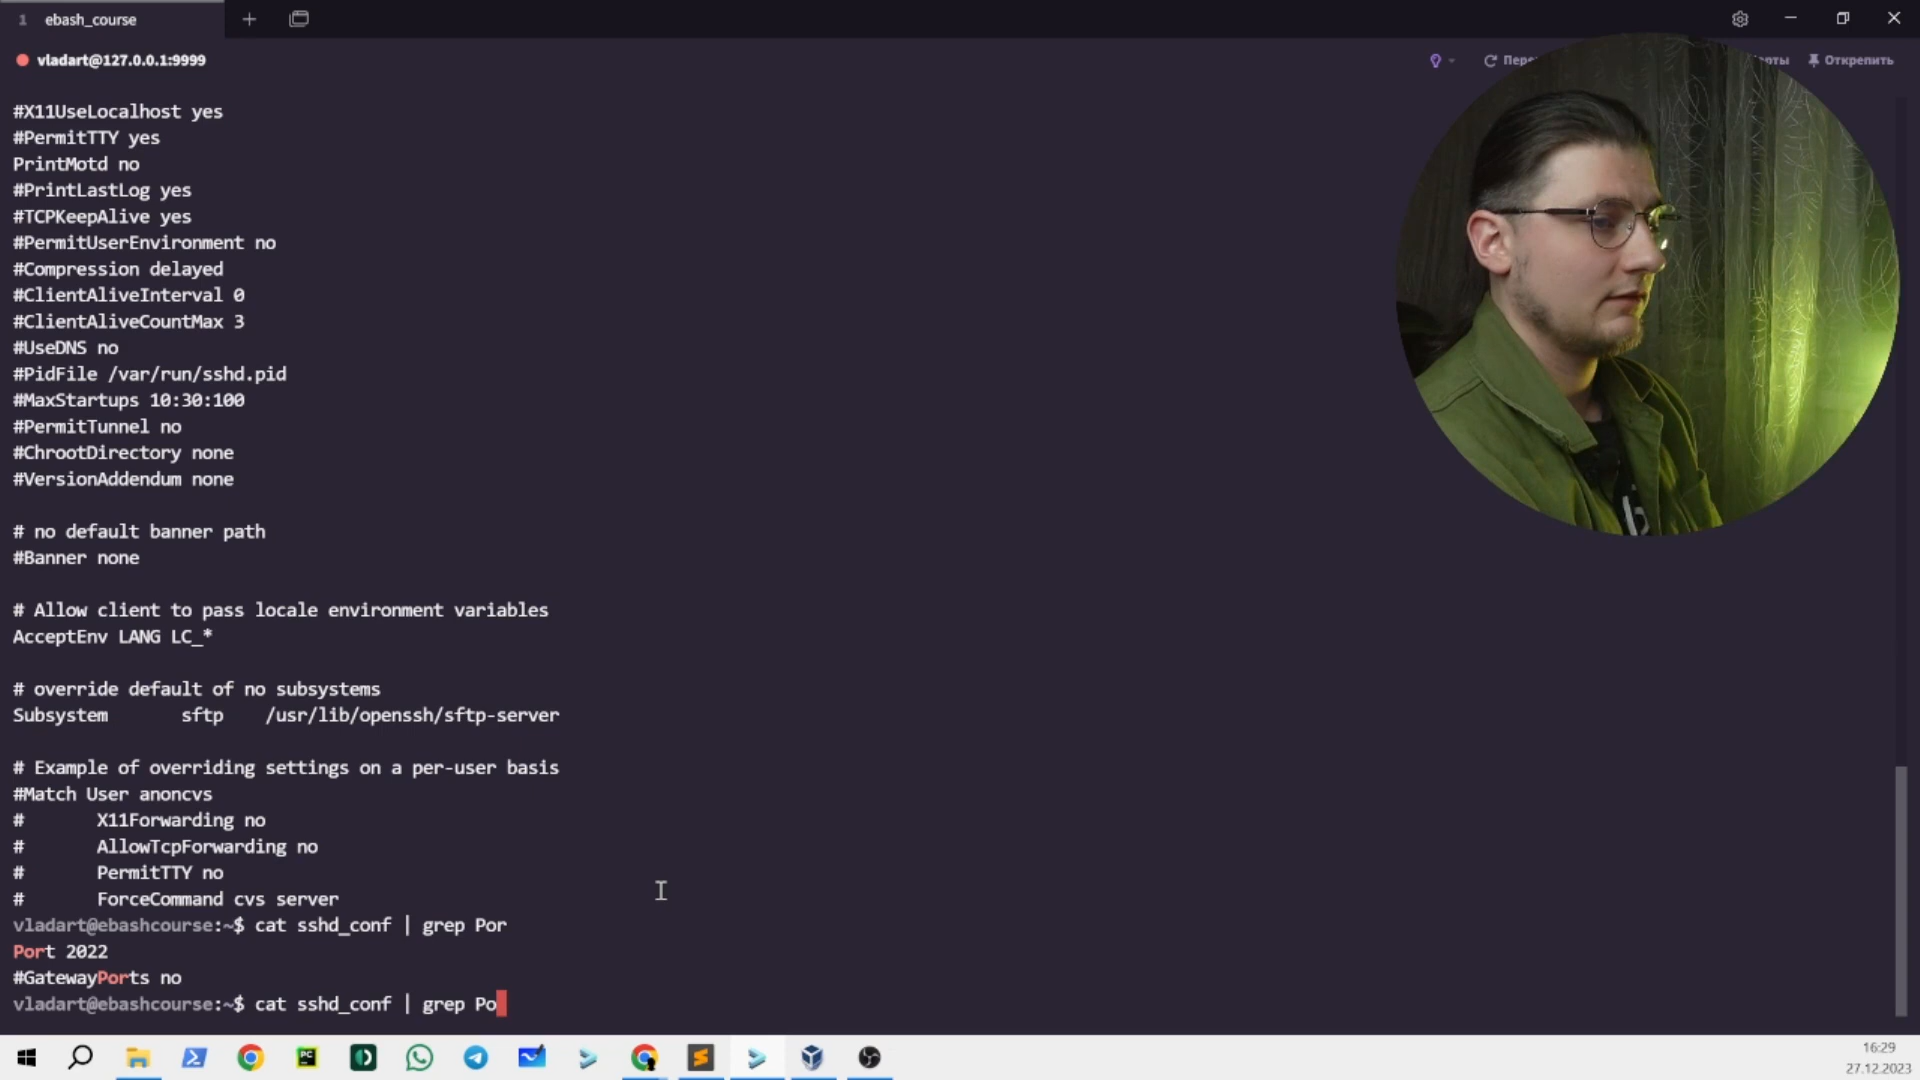 1 ebash_course
vladart@127.0.0.1:9999
Открепить
#X11UseLocalhost yes
#PermitTTY yes
PrintMotd no
#PrintLastLog yes
#TCPKeepAlive yes
#PermitUserEnvironment no
#Compression delayed
#ClientAliveInterval 0
#ClientAliveCountMax 3
#UseDNS no
#PidFile /var/run/sshd.pid
#MaxStartups 10:30:100
#PermitTunnel no
#ChrootDirectory none
#VersionAddendum none
# no default banner path
#Banner none
# Allow client to pass locale environment variables
AcceptEnv LANG LC_*
# override default of no subsystems
Subsystem sftp /usr/lib/openssh/sftp-server
# Example of overriding settings on a per-user basis
#Match User anoncvs
# X11Forwarding no
# AllowTcpForwarding no
# PermitTTY no
# ForceCommand cvs server
vladart@ebashcourse:~$ cat sshd_conf | grep Por
Port 2022
#GatewayPorts no
vladart@ebashcourse:~$ cat sshd_conf | grep Po
16:29
27.12.2023